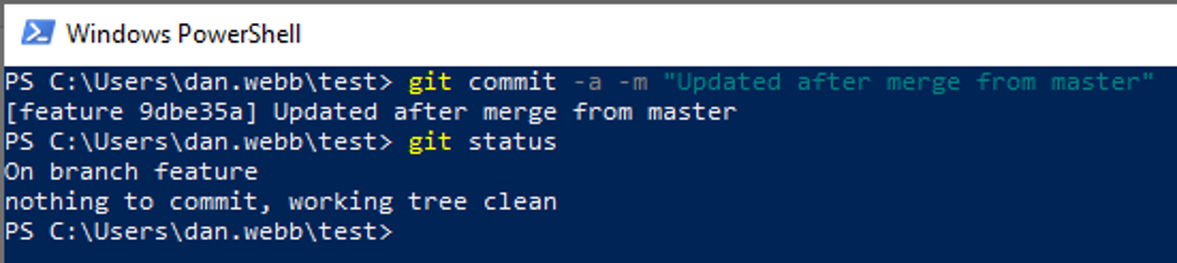 Windows PowerShell
PS C:\Users\dan.webb\test> git commit -a -m "Updated after merge from master"
[feature 9dbe35a] Updated after merge from master
PS C:\Users\dan.webb\test> git status
On branch feature
nothing to commit, working tree clean
PS C:\Users\dan.webb\test>